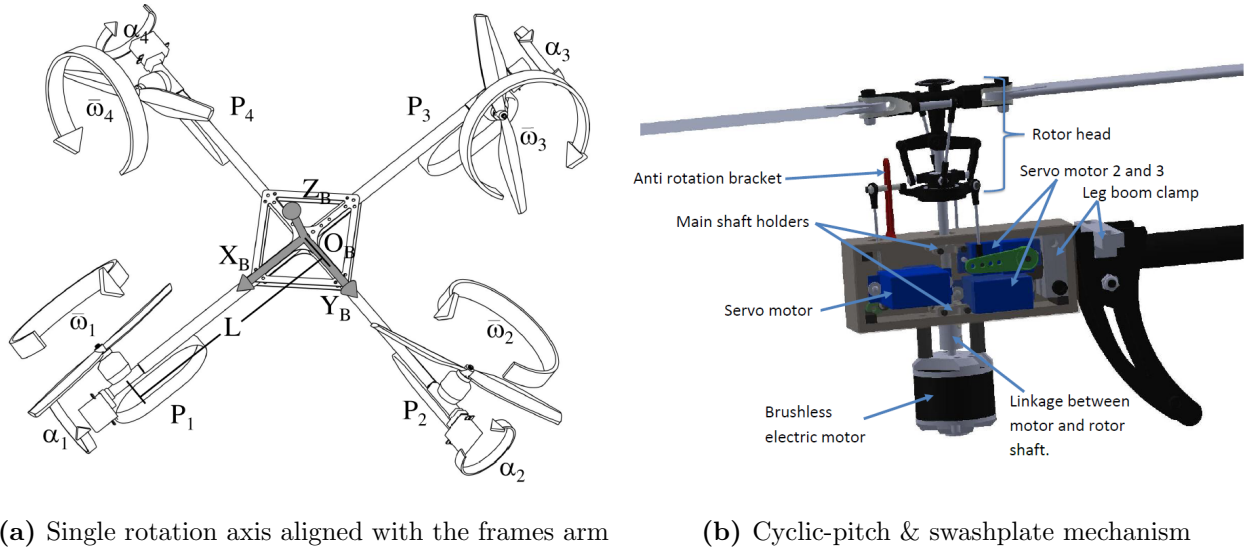 α4
ω̄4
P4
P3
α3
ω̄3
ZB
XB
OB
YB
L
ω̄1
ω̄2
α1
P1
P2
α2
Rotor head
Anti rotation bracket
Servo motor 2 and 3
Leg boom clamp
Main shaft holders
Servo motor
Brushless
electric motor
Linkage between
motor and rotor
shaft.
(a) Single rotation axis aligned with the frames arm
(b) Cyclic-pitch & swashplate mechanism